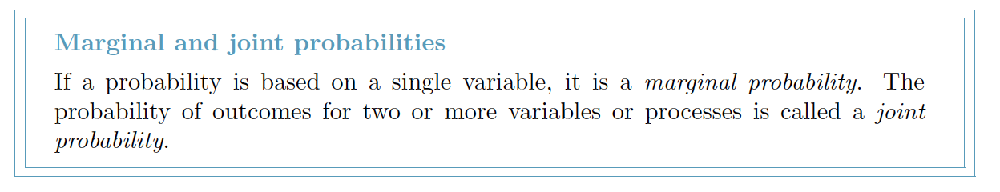 Marginal and joint probabilities
If a probability is based on a single variable, it is a marginal probability. The
probability of outcomes for two or more variables or processes is called a joint
probability.